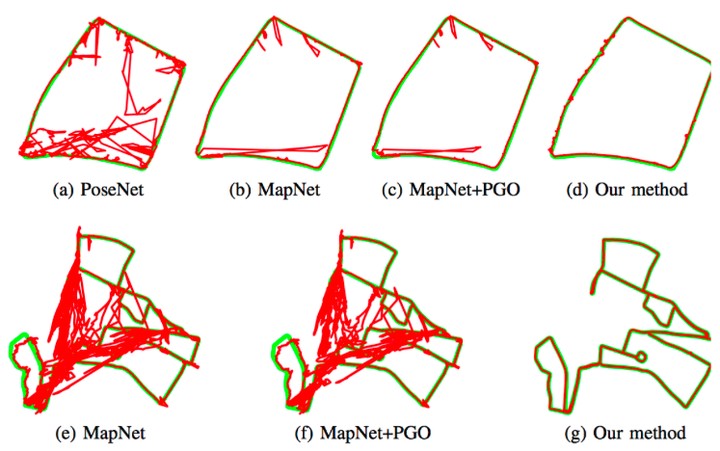 (a) PoseNet
(b) MapNet
(c) MapNet+PGO
(d) Our method
(e) MapNet
(f) MapNet+PGO
(g) Our method